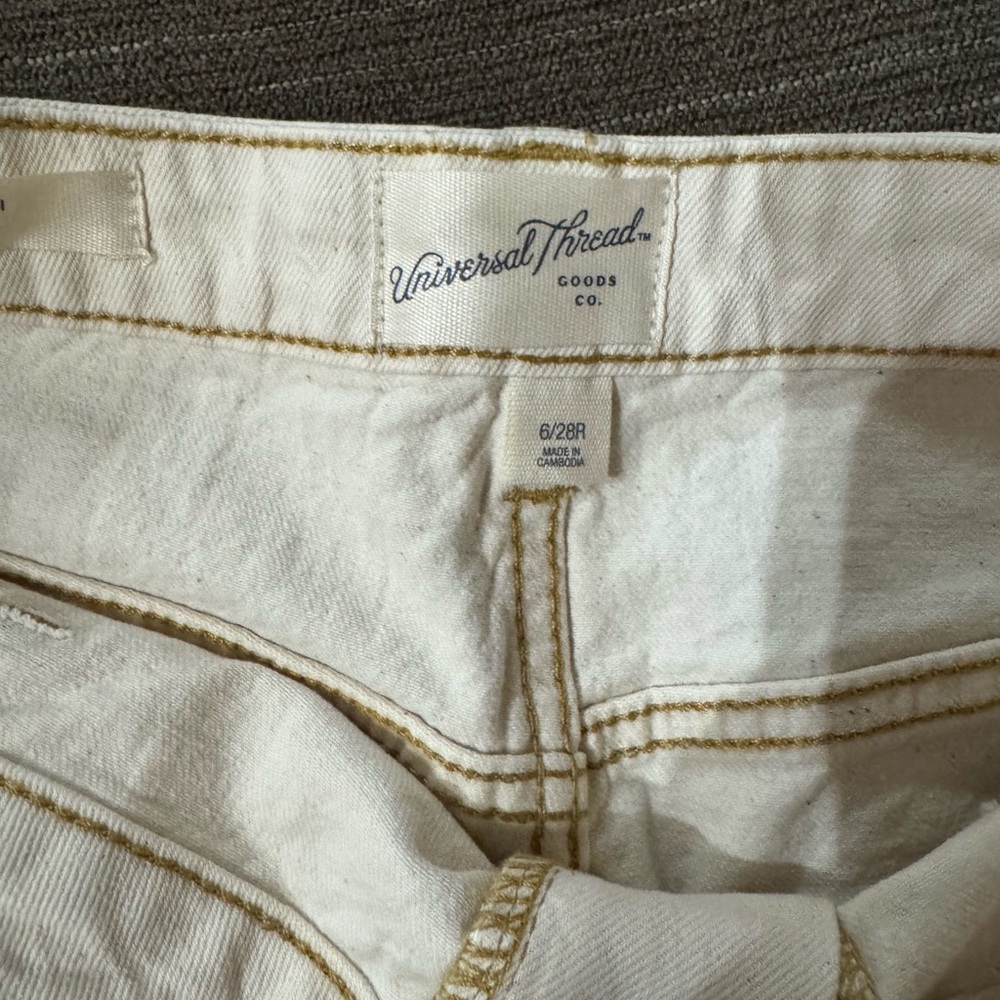 Universal Thread™
GOODS
CO.
6/28R
MADE IN
CAMBODIA